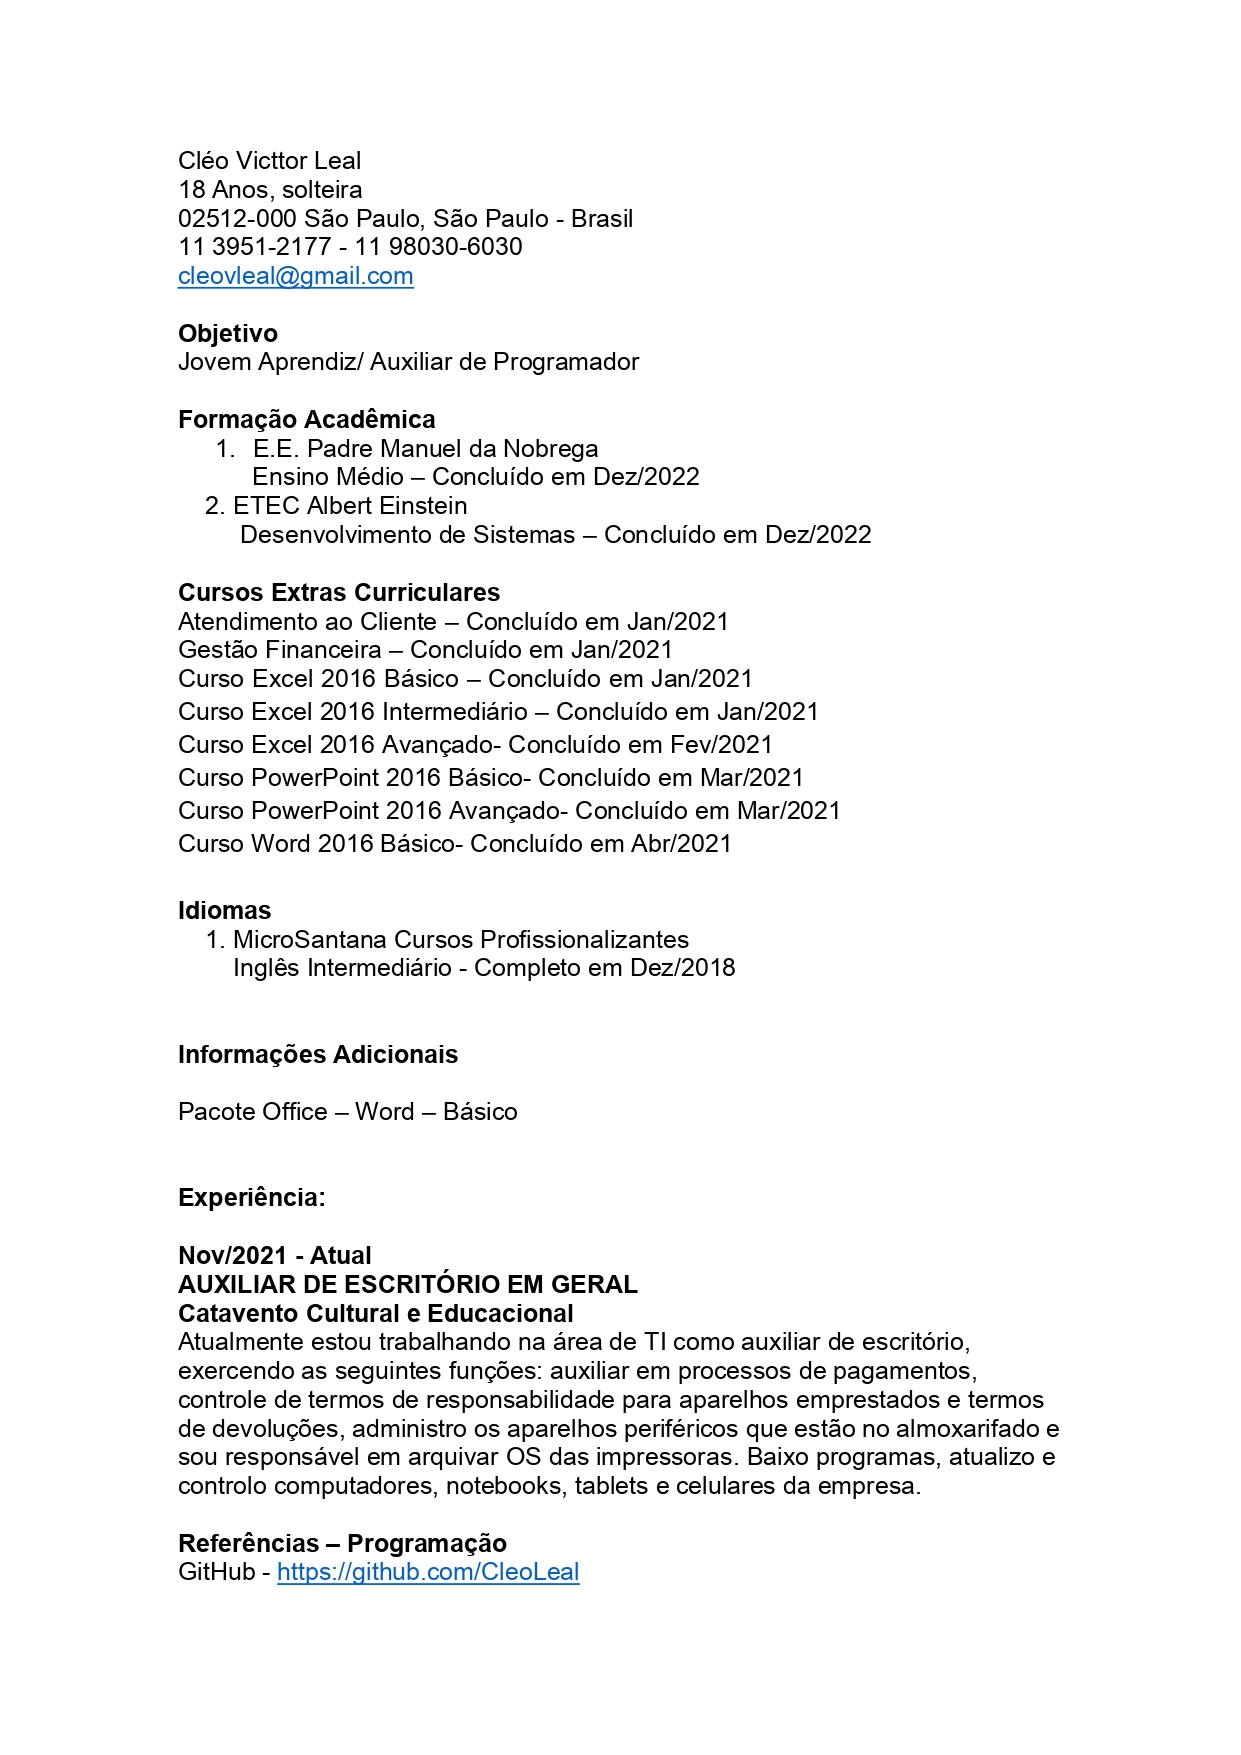 Cléo Victtor Leal
18 Anos, solteira
02512-000 São Paulo, São Paulo - Brasil
11 3951-2177 - 11 98030-6030
cleovleal@gmail.com
Objetivo
Jovem Aprendiz/ Auxiliar de Programador
Formação Acadêmica
1. E.E. Padre Manuel da Nobrega
Ensino Médio – Concluído em Dez/2022
2. ETEC Albert Einstein
Desenvolvimento de Sistemas – Concluído em Dez/2022
Cursos Extras Curriculares
Atendimento ao Cliente – Concluído em Jan/2021
Gestão Financeira – Concluído em Jan/2021
Curso Excel 2016 Básico – Concluído em Jan/2021
Curso Excel 2016 Intermediário – Concluído em Jan/2021
Curso Excel 2016 Avançado- Concluído em Fev/2021
Curso PowerPoint 2016 Básico- Concluído em Mar/2021
Curso PowerPoint 2016 Avançado- Concluído em Mar/2021
Curso Word 2016 Básico- Concluído em Abr/2021
Idiomas
1. MicroSantana Cursos Profissionalizantes
Inglês Intermediário - Completo em Dez/2018
Informações Adicionais
Pacote Office – Word – Básico
Experiência:
Nov/2021 - Atual
AUXILIAR DE ESCRITÓRIO EM GERAL
Catavento Cultural e Educacional
Atualmente estou trabalhando na área de TI como auxiliar de escritório,
exercendo as seguintes funções: auxiliar em processos de pagamentos,
controle de termos de responsabilidade para aparelhos emprestados e termos
de devoluções, administro os aparelhos periféricos que estão no almoxarifado e
sou responsável em arquivar OS das impressoras. Baixo programas, atualizo e
controlo computadores, notebooks, tablets e celulares da empresa.
Referências – Programação
GitHub - https://github.com/CleoLeal